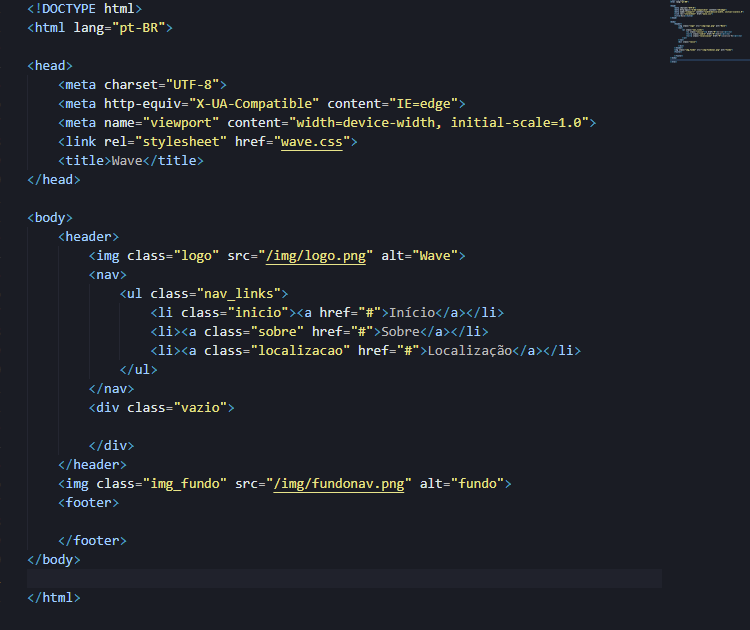 <!DOCTYPE html>
<html lang="pt-BR">
<head>
<meta charset="UTF-8">
<meta http-equiv="X-UA-Compatible" content="IE=edge">
<meta name="viewport" content="width=device-width, initial-scale=1.0">
<link rel="stylesheet" href="wave.css">
<title>Wave</title>
</head>
<body>
<header>
<img class="logo" src="/img/logo.png" alt="Wave">
<nav>
<ul class="nav_links">
<li class="inicio"><a href="#">Início</a></li>
<li><a class="sobre" href="#">Sobre</a></li>
<li><a class="localizacao" href="#">Localização</a></li>
</ul>
</nav>
<div class="vazio">
</div>
</header>
<img class="img_fundo" src="/img/fundonav.png" alt="fundo">
<footer>
</footer>
</body>
</html>